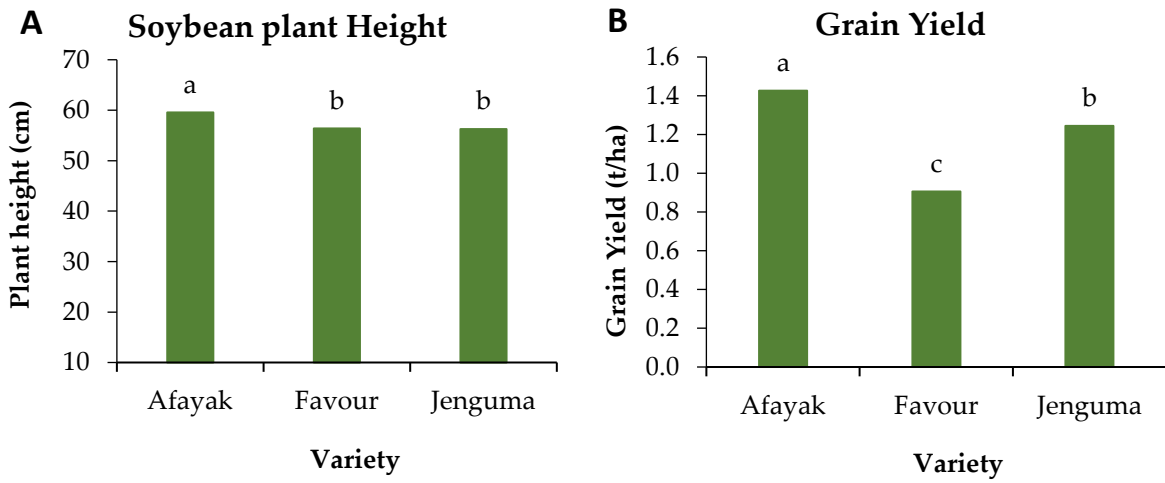 A
Soybean plant Height
Plant height (cm)
70
60
50
40
30
20
10
a
b
b
Afayak
Favour
Jenguma
Variety
B
Grain Yield
Grain Yield (t/ha)
1.6
1.4
1.2
1.0
0.8
0.6
0.4
0.2
0.0
a
c
b
Afayak
Favour
Jenguma
Variety